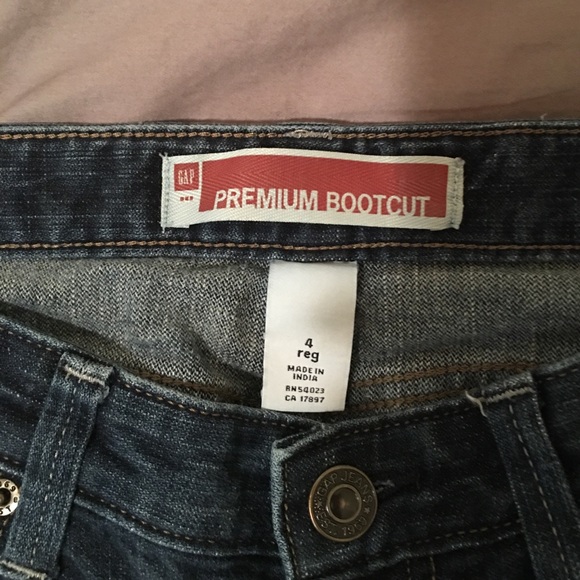 GAP
PREMIUM BOOTCUT
4
reg
MADE IN
INDIA
RN54023
CA 17897